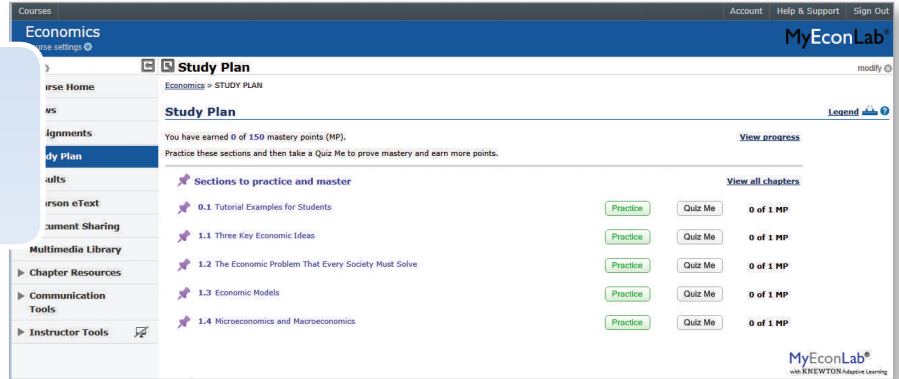 Courses Account Help & Support Sign Out
Economics
settings
MyEconLab®
Study Plan modify
Home
Economics > STUDY PLAN
Study Plan Legend ?
You have earned 0 of 150 mastery points (MP). View progress
Plan
Practice these sections and then take a Quiz Me to prove mastery and earn more points.
Sections to practice and master View all chapters
eText
0.1 Tutorial Examples for Students Practice Quiz Me 0 of 1 MP
Sharing
1.1 Three Key Economic Ideas Practice Quiz Me 0 of 1 MP
Multimedia Library
1.2 The Economic Problem That Every Society Must Solve Practice Quiz Me 0 of 1 MP
Chapter Resources
1.3 Economic Models Practice Quiz Me 0 of 1 MP
Communication
Tools
1.4 Microeconomics and Macroeconomics Practice Quiz Me 0 of 1 MP
Instructor Tools
MyEconLab®
with KNEWTON Adaptive Learning